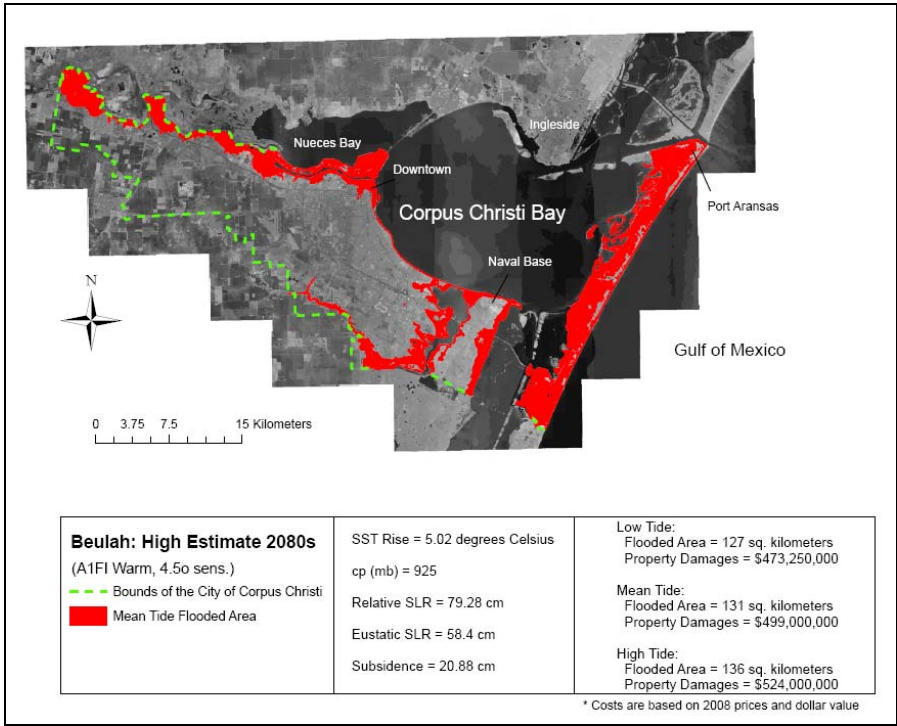 Ingleside
Nueces Bay
Downtown
Port Aransas
Corpus Christi Bay
Naval Base
N
Gulf of Mexico
0 3.75 7.5 15 Kilometers
Beulah: High Estimate 2080s
(A1FI Warm, 4.5o sens.)
Bounds of the City of Corpus Christi
Mean Tide Flooded Area
SST Rise = 5.02 degrees Celsius
cp (mb) = 925
Relative SLR = 79.28 cm
Eustatic SLR = 58.4 cm
Subsidence = 20.88 cm
Low Tide:
Flooded Area = 127 sq. kilometers
Property Damages = $473,250,000
Mean Tide:
Flooded Area = 131 sq. kilometers
Property Damages = $499,000,000
High Tide:
Flooded Area = 136 sq. kilometers
Property Damages = $524,000,000
* Costs are based on 2008 prices and dollar value